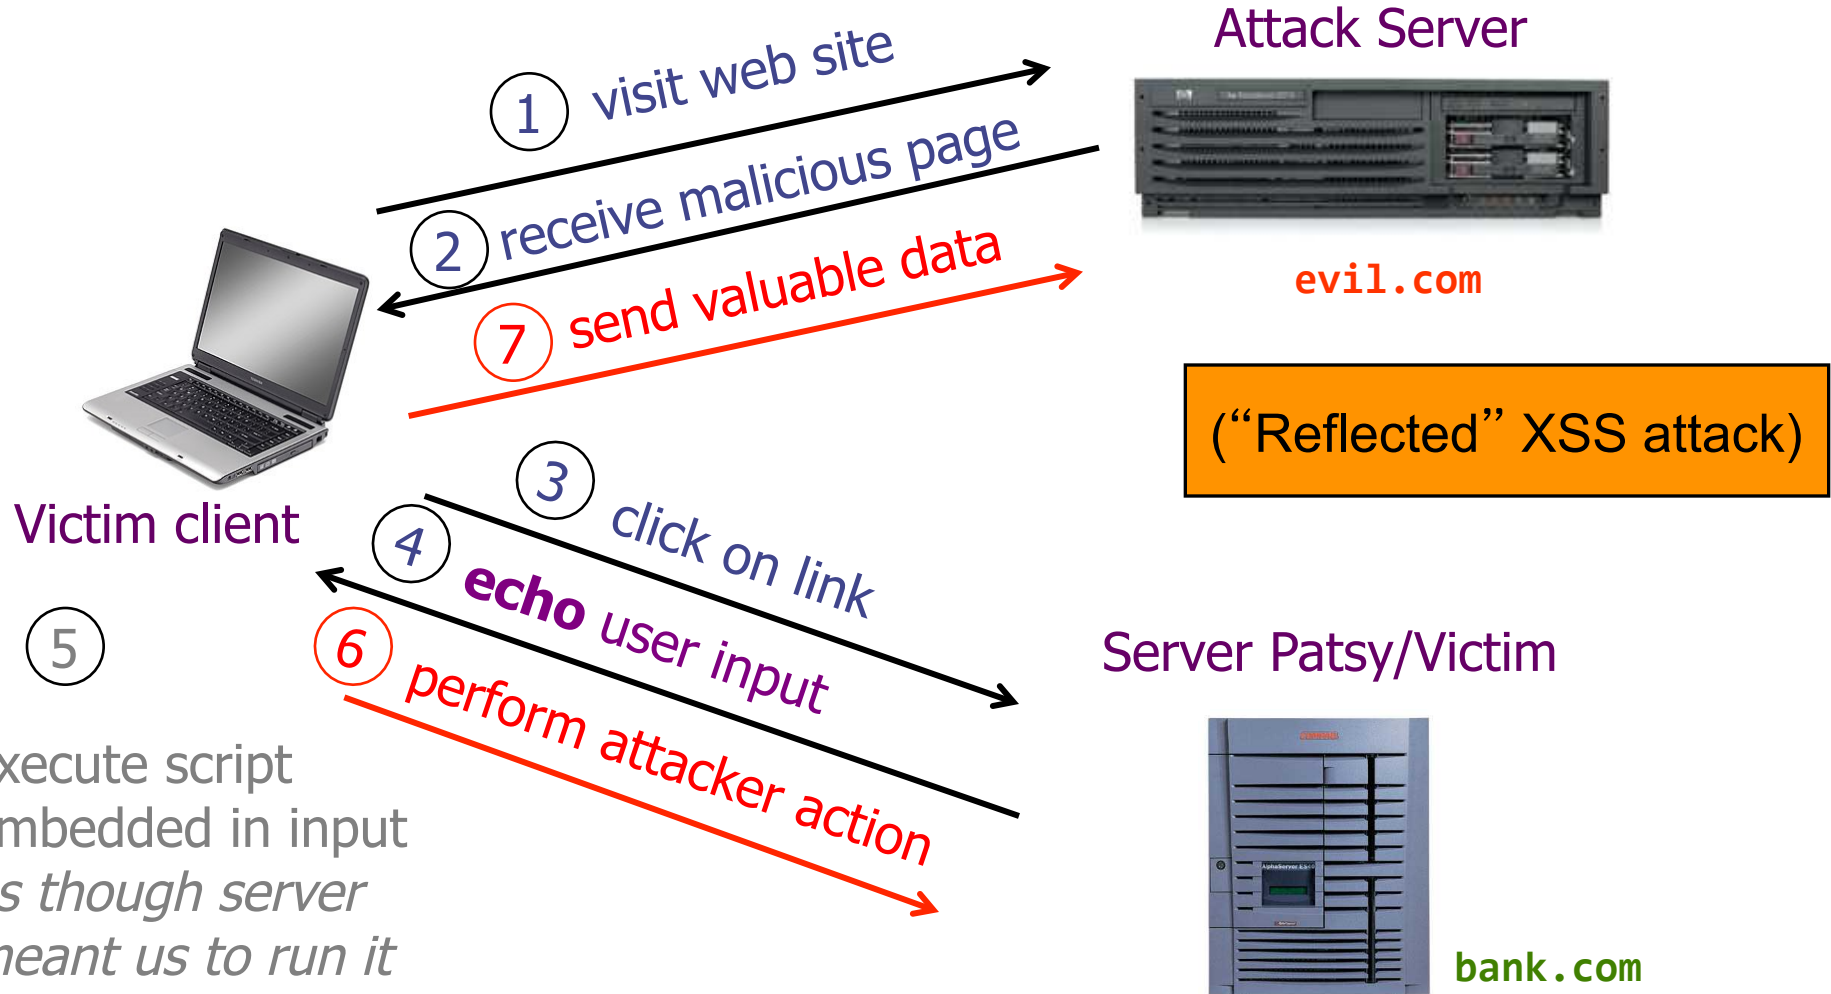 Attack Server
1 visit web site
2 receive malicious page
7 send valuable data
evil.com
(“Reflected” XSS attack)
Victim client
3 click on link
4 echo user input
6 perform attacker action
5
xecute script
mbedded in input
s though server
neant us to run it
Server Patsy/Victim
AlphaServer ES40
bank.com